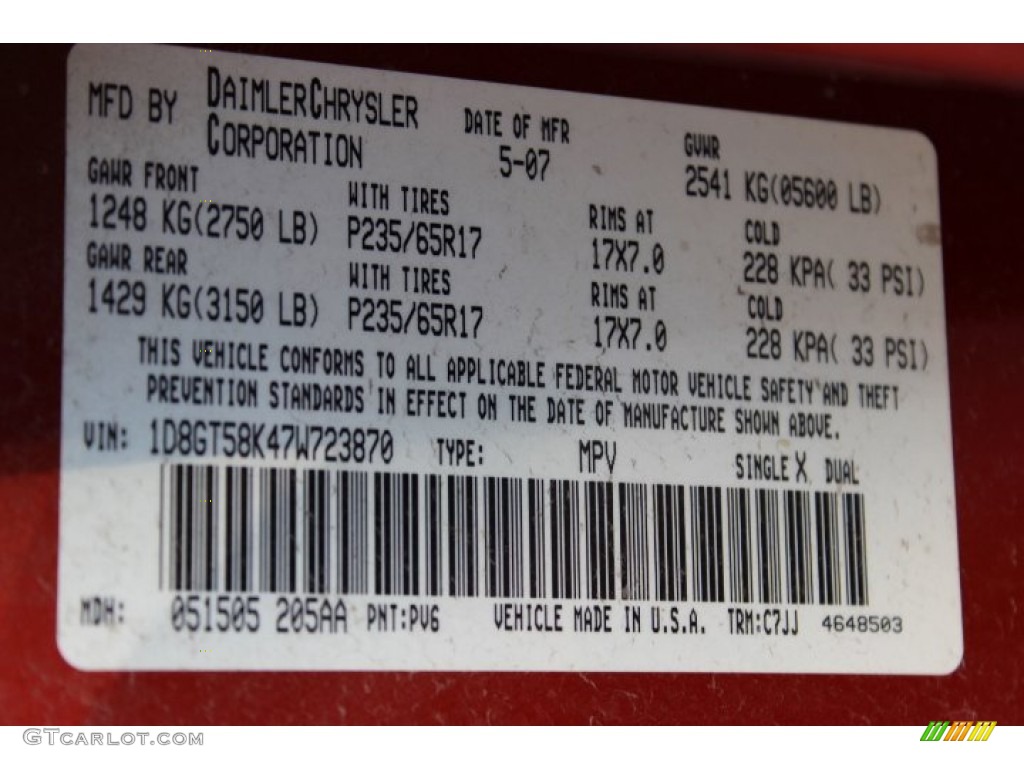 MFD BY DAIMLERCHRYSLER CORPORATION
DATE OF MFR
5-07
GVWR
2541 KG(05600 LB)
GAWR FRONT
1248 KG(2750 LB)
WITH TIRES
P235/65R17
RIMS AT
17X7.0
COLD
228 KPA( 33 PSI)
GAWR REAR
1429 KG(3150 LB)
WITH TIRES
P235/65R17
RIMS AT
17X7.0
COLD
228 KPA( 33 PSI)
THIS VEHICLE CONFORMS TO ALL APPLICABLE FEDERAL MOTOR VEHICLE SAFETY AND THEFT
PREVENTION STANDARDS IN EFFECT ON THE DATE OF MANUFACTURE SHOWN ABOVE.
VIN: 1D8GT58K47W723870 TYPE: MPV SINGLE X DUAL
MDH: 051505 205AA PNT:PV6 VEHICLE MADE IN U.S.A. TRM:C7JJ 4648503
GTCARLOT.COM